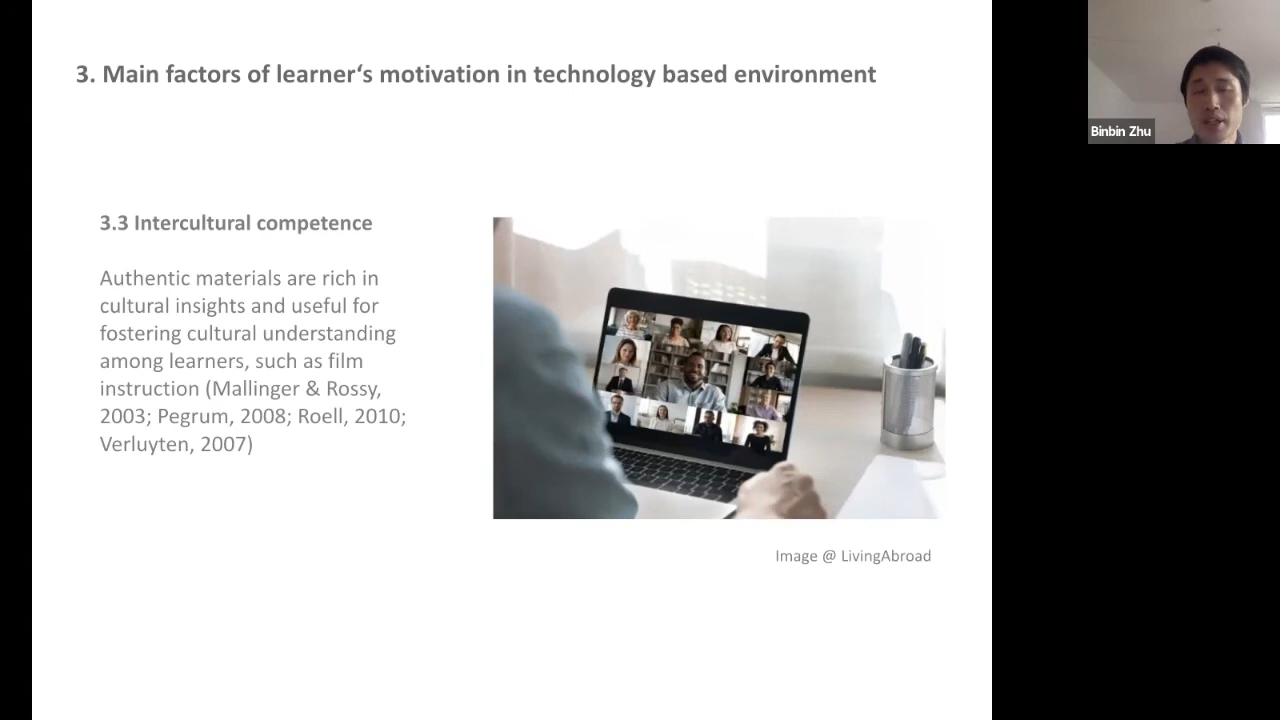 3. Main factors of learner‘s motivation in technology based environment
3.3 Intercultural competence
Authentic materials are rich in
cultural insights and useful for
fostering cultural understanding
among learners, such as film
instruction (Mallinger & Rossy,
2003; Pegrum, 2008; Roell, 2010;
Verluyten, 2007)
Image @ LivingAbroad
Binbin Zhu